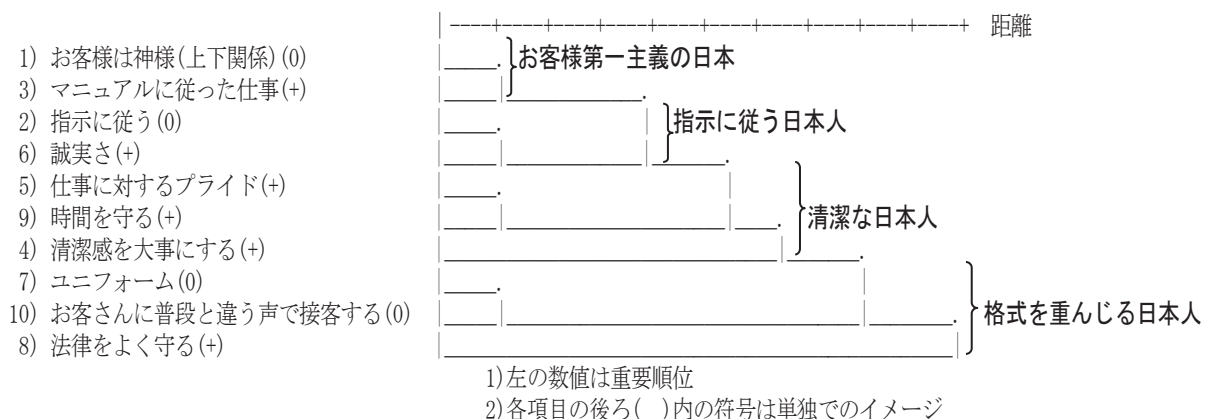 |----+----+----+----+----+----+----+----+----+----+ 距離
1) お客様は神様(上下関係)(0) |_____. お客様第一主義の日本
3) マニュアルに従った仕事(+)
2) 指示に従う(0) 指示に従う日本人
6) 誠実さ(+)
5) 仕事に対するプライド(+)
9) 時間を守る(+) 清潔な日本人
4) 清潔感を大事にする(+)
7) ユニフォーム(0)
10) お客さんに普段と違う声で接客する(0) 格式を重んじる日本人
8) 法律をよく守る(+)
1)左の数値は重要順位
2)各項目の後ろ( )内の符号は単独でのイメージ